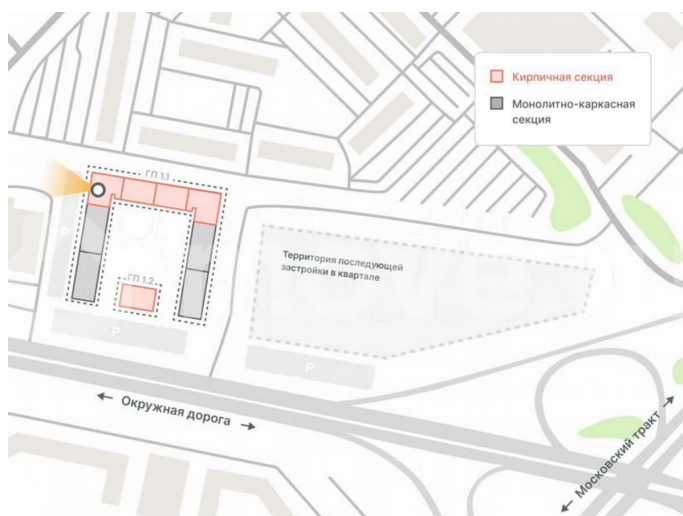 Кирпичная секция
Монолитно-каркасная
секция
ГП 1.1
P
Территория последующей
застройки в квартале
ГП 1.2
P
P
Окружная дорога
Московский тракт